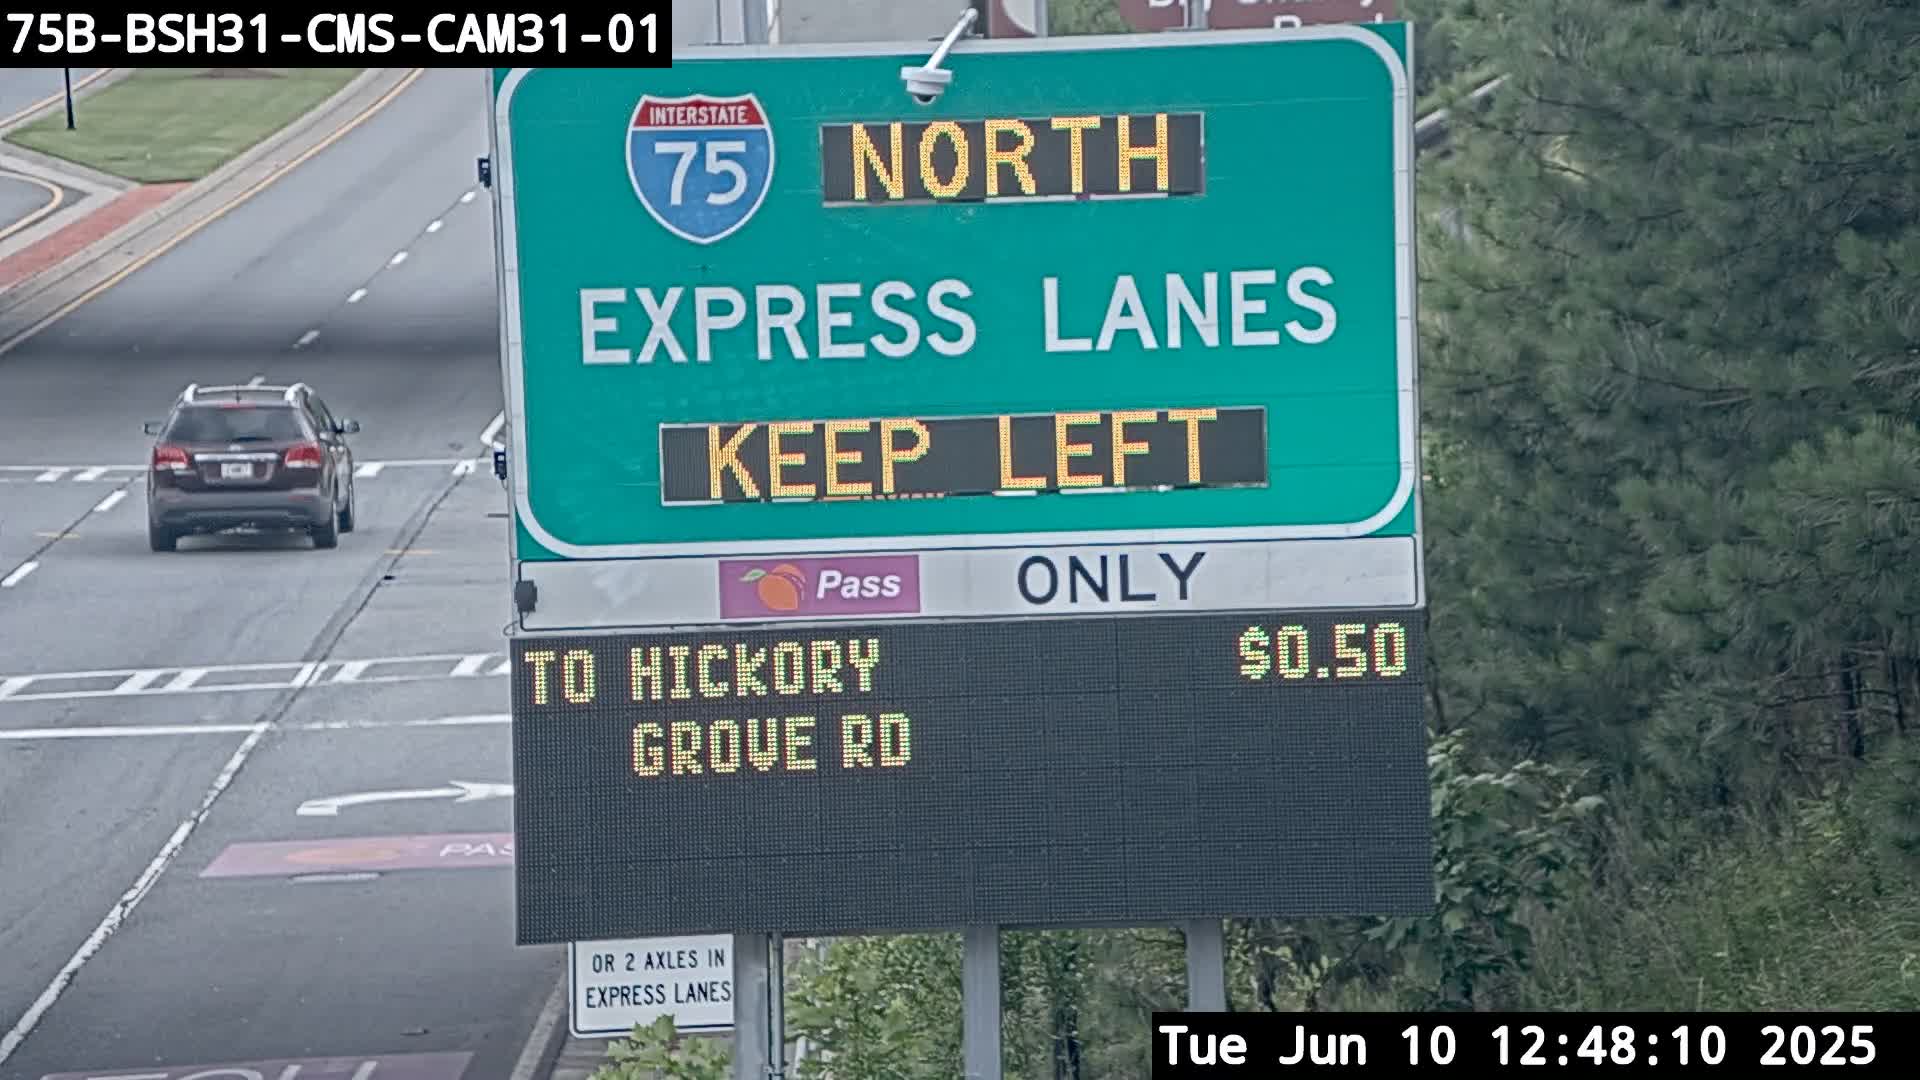 75B-BSH31-CMS-CAM31-01
INTERSTATE
75
NORTH
EXPRESS LANES
KEEP LEFT
Pass ONLY
TO HICKORY $0.50
GROVE RD
OR 2 AXLES IN
EXPRESS LANES
Tue Jun 10 12:48:10 2025